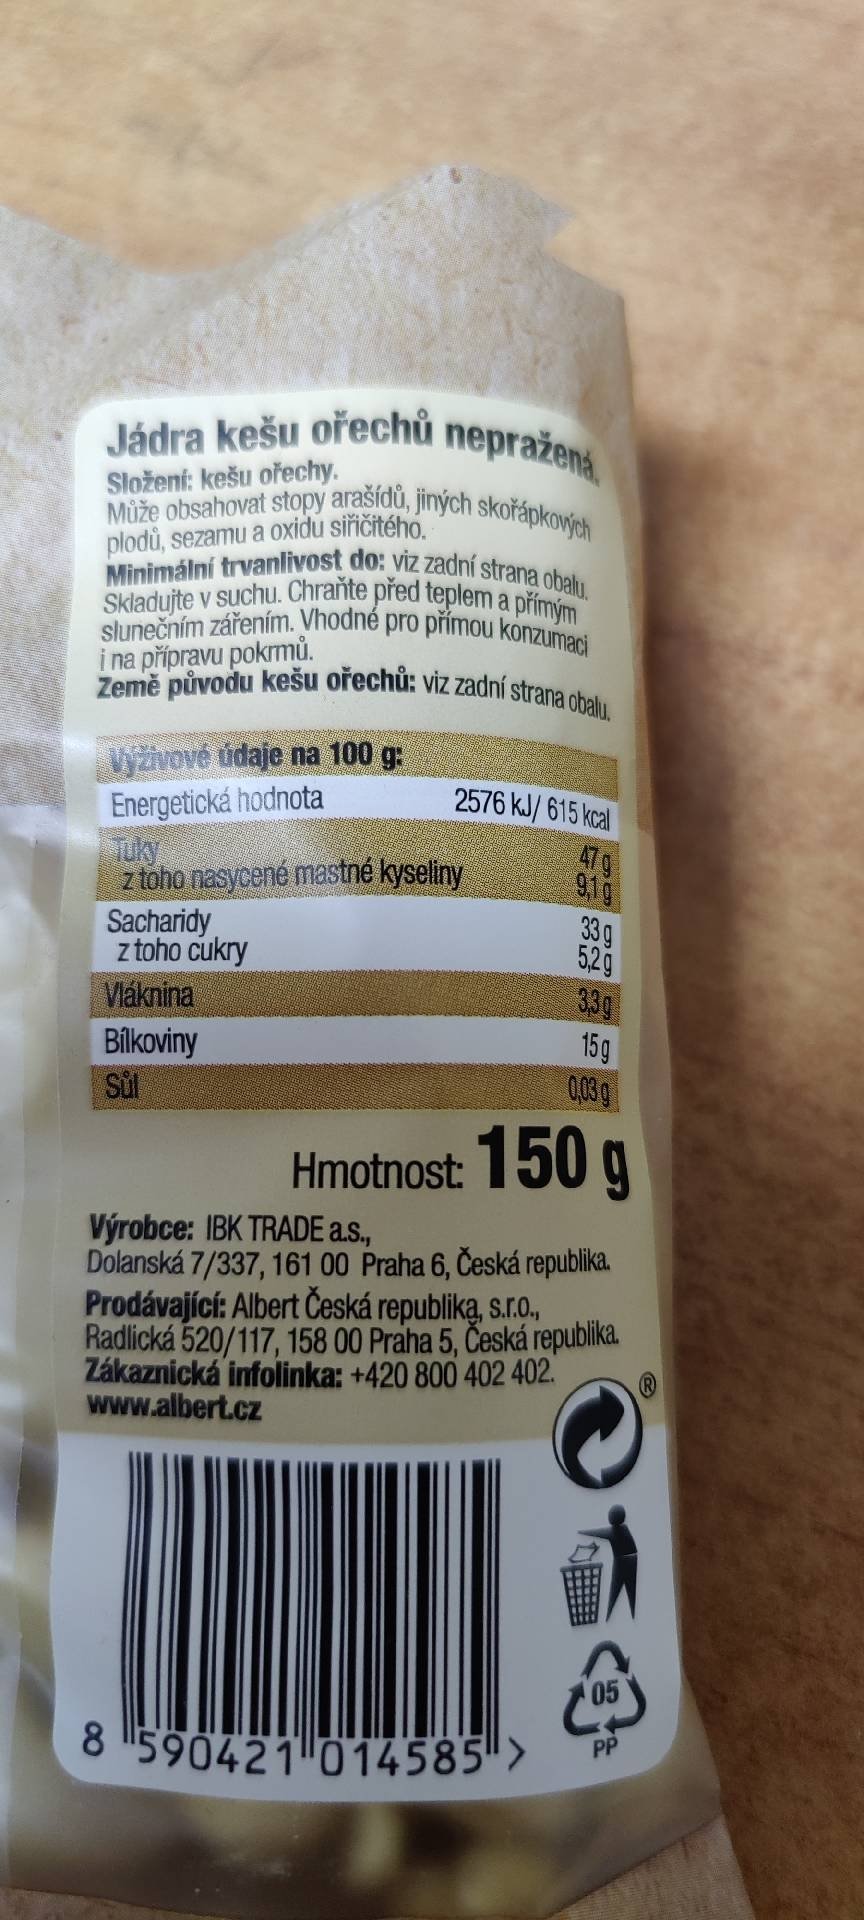 Jádra kešu ořechů nepražená.
Složení: kešu ořechy.
Může obsahovat stopy arašídů, jiných skořápkových
plodů, sezamu a oxidu siřičitého.
Minimální trvanlivost do: viz zadní strana obalu.
Skladujte v suchu. Chraňte před teplem a přímým
slunečním zářením. Vhodné pro přímou konzumaci
i na přípravu pokrmů.
Země původu kešu ořechů: viz zadní strana obalu.
Výživové údaje na 100 g:
Energetická hodnota 2576 kJ/ 615 kcal
Tuky 47 g
z toho nasycené mastné kyseliny 9,1 g
Sacharidy 33 g
z toho cukry 5,2 g
Vláknina 3,3 g
Bílkoviny 15 g
Sůl 0,03 g
Hmotnost: 150 g
Výrobce: IBK TRADE a.s.,
Dolanská 7/337, 161 00 Praha 6, Česká republika.
Prodávající: Albert Česká republika, s.r.o.,
Radlická 520/117, 158 00 Praha 5, Česká republika.
Zákaznická infolinka: +420 800 402 402.
www.albert.cz
®
05
PP
8 590421 014585 >